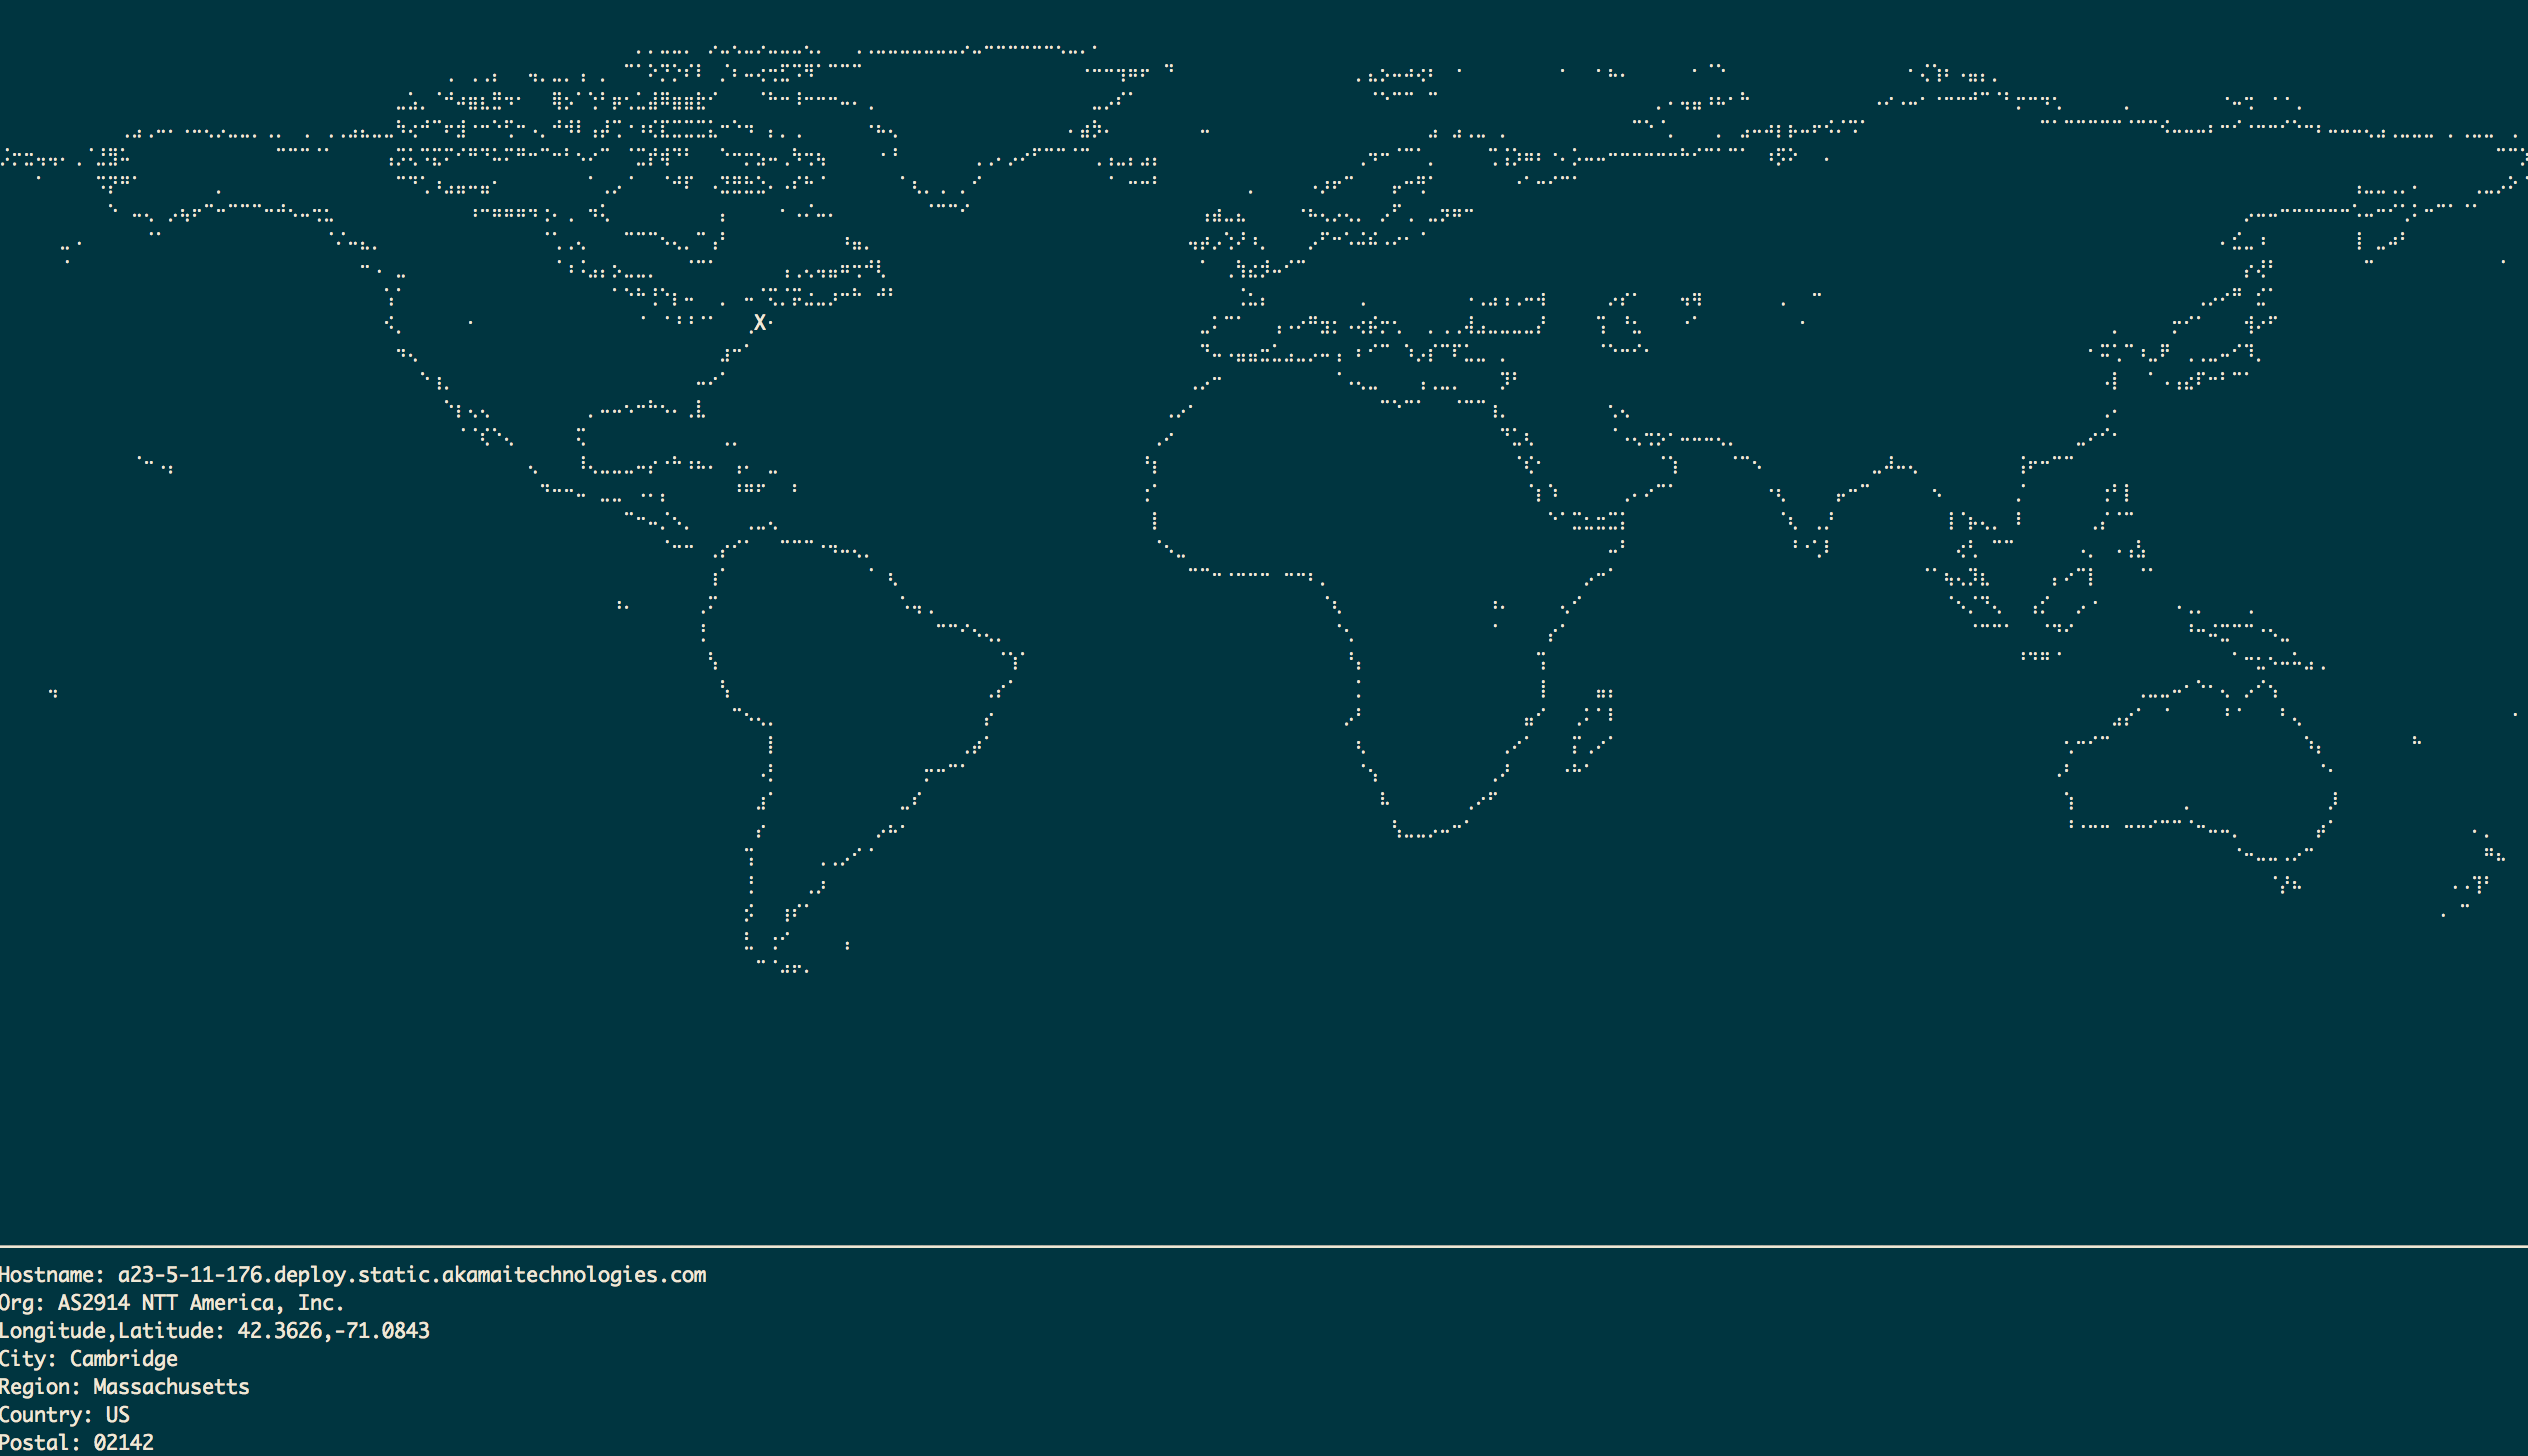 X
Hostname: a23-5-11-176.deploy.static.akamaitechnologies.com
Org: AS2914 NTT America, Inc.
Longitude,Latitude: 42.3626,-71.0843
City: Cambridge
Region: Massachusetts
Country: US
Postal: 02142